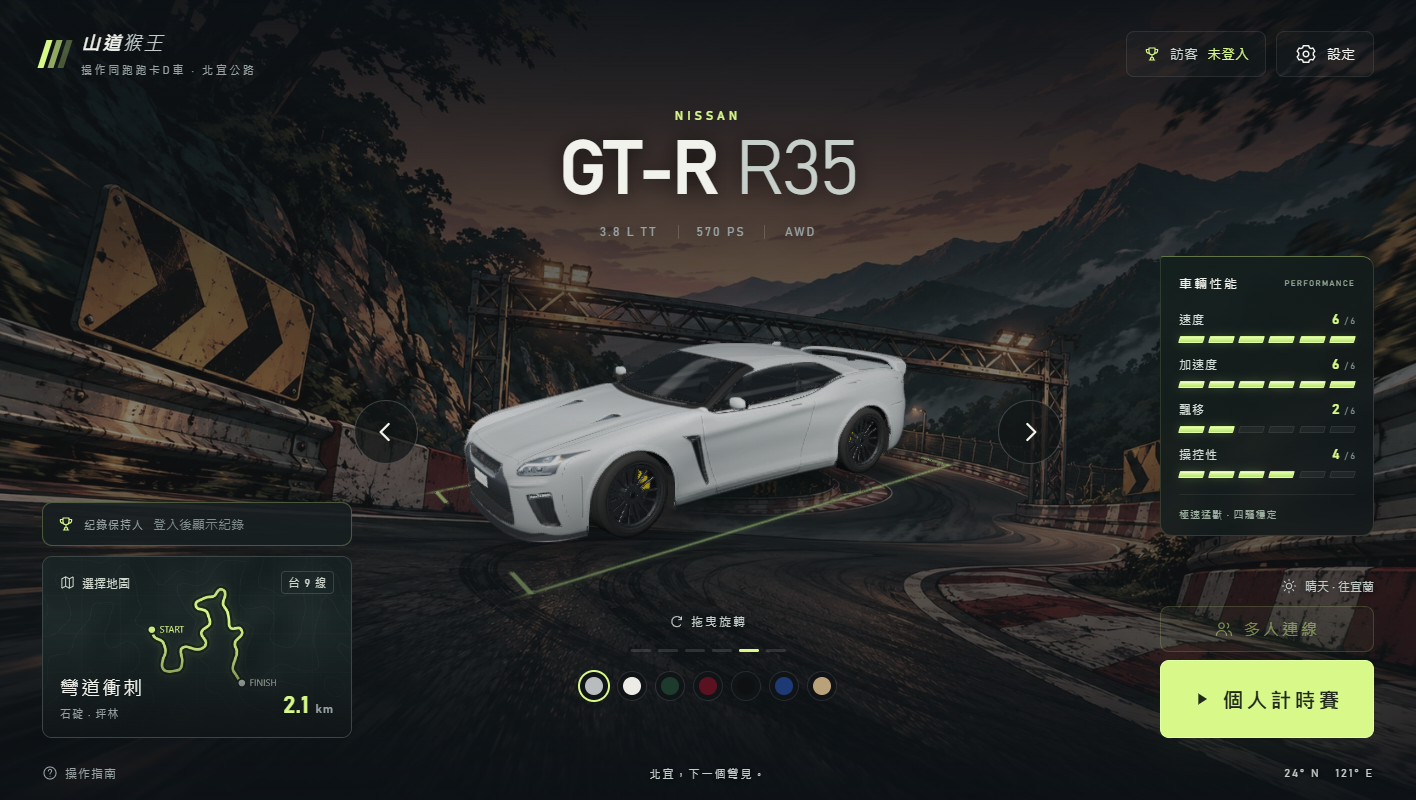 山道猴王
操作同跑跑卡D車 · 北宜公路
訪客 未登入
設定
NISSAN
GT-R R35
3.8 L TT
570 PS
AWD
車輛性能
PERFORMANCE
速度
6 / 6
加速度
6 / 6
飄移
2 / 6
操控性
4 / 6
極速猛獸 · 四驅穩定
紀錄保持人 登入後顯示紀錄
選擇地圖
台 9 線
START
FINISH
彎道衝刺
石碇 · 坪林
2.1 km
拖曳旋轉
晴天 · 往宜蘭
多人連線
個人計時賽
操作指南
北宜，下一個彎見。
24° N 121° E